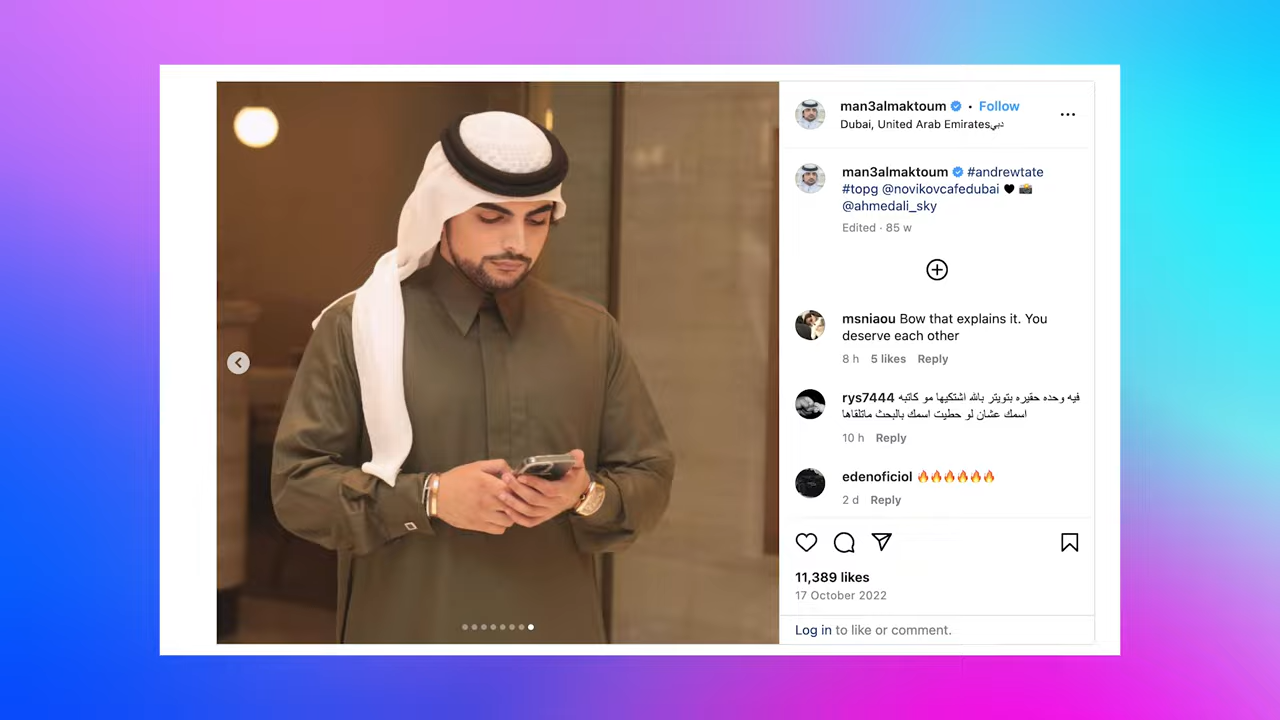 man3almaktoum • Follow
Dubai, United Arab Emiratesدبي
man3almaktoum #andrewtate
#topg @novikovcafedubai 🖤 📸
@ahmedali_sky
Edited · 85 w
msniaou Bow that explains it. You
deserve each other
8 h 5 likes Reply
rys7444 فيه وحده حقيره بتويتر بالله اشتكيها مو كاتبه
اسمك عشان لو حطيت اسمك بالبحث ماتلقاها
10 h Reply
edenoficiol 🔥🔥🔥🔥🔥🔥
2 d Reply
11,389 likes
17 October 2022
Log in to like or comment.